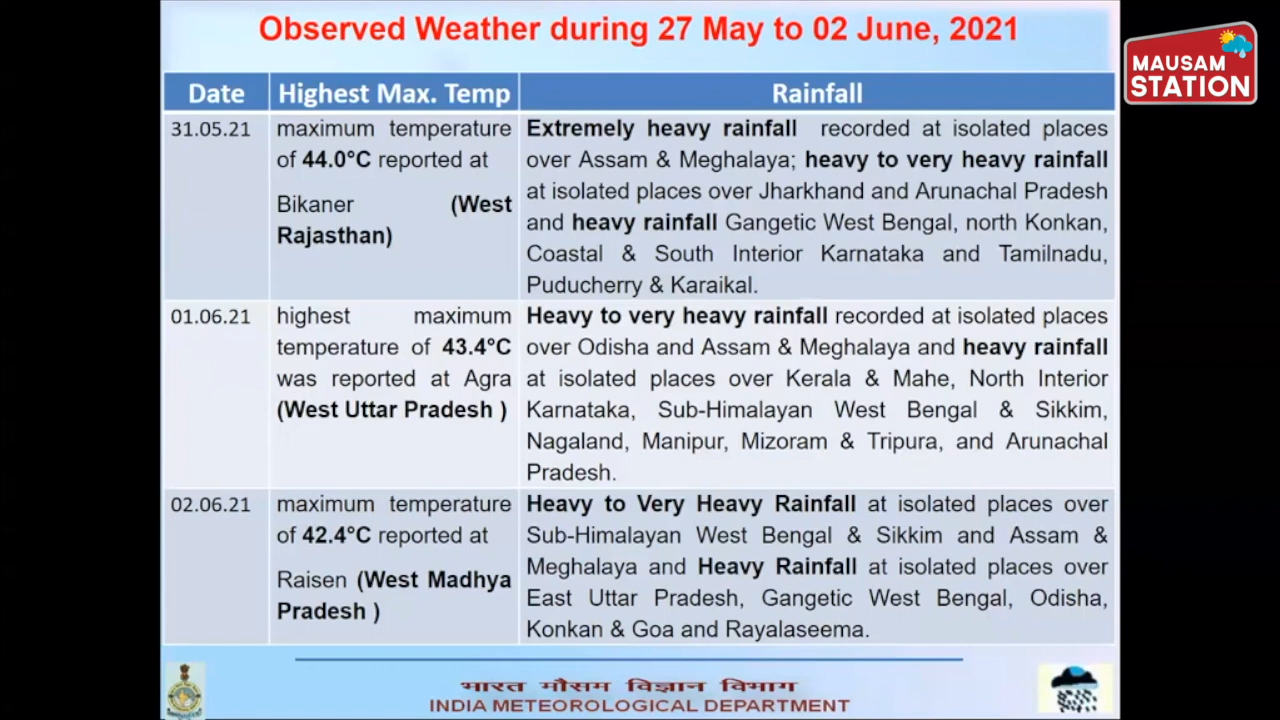 Observed Weather during 27 May to 02 June, 2021
MAUSAM
STATION
Date Highest Max. Temp Rainfall
31.05.21
maximum temperature
of 44.0°C reported at
Bikaner (West
Rajasthan)
Extremely heavy rainfall recorded at isolated places
over Assam & Meghalaya; heavy to very heavy rainfall
at isolated places over Jharkhand and Arunachal Pradesh
and heavy rainfall Gangetic West Bengal, north Konkan,
Coastal & South Interior Karnataka and Tamilnadu,
Puducherry & Karaikal.
01.06.21
highest maximum
temperature of 43.4°C
was reported at Agra
(West Uttar Pradesh )
Heavy to very heavy rainfall recorded at isolated places
over Odisha and Assam & Meghalaya and heavy rainfall
at isolated places over Kerala & Mahe, North Interior
Karnataka, Sub-Himalayan West Bengal & Sikkim,
Nagaland, Manipur, Mizoram & Tripura, and Arunachal
Pradesh.
02.06.21
maximum temperature
of 42.4°C reported at
Raisen (West Madhya
Pradesh )
Heavy to Very Heavy Rainfall at isolated places over
Sub-Himalayan West Bengal & Sikkim and Assam &
Meghalaya and Heavy Rainfall at isolated places over
East Uttar Pradesh, Gangetic West Bengal, Odisha,
Konkan & Goa and Rayalaseema.
भारत मौसम विज्ञान विभाग
INDIA METEOROLOGICAL DEPARTMENT